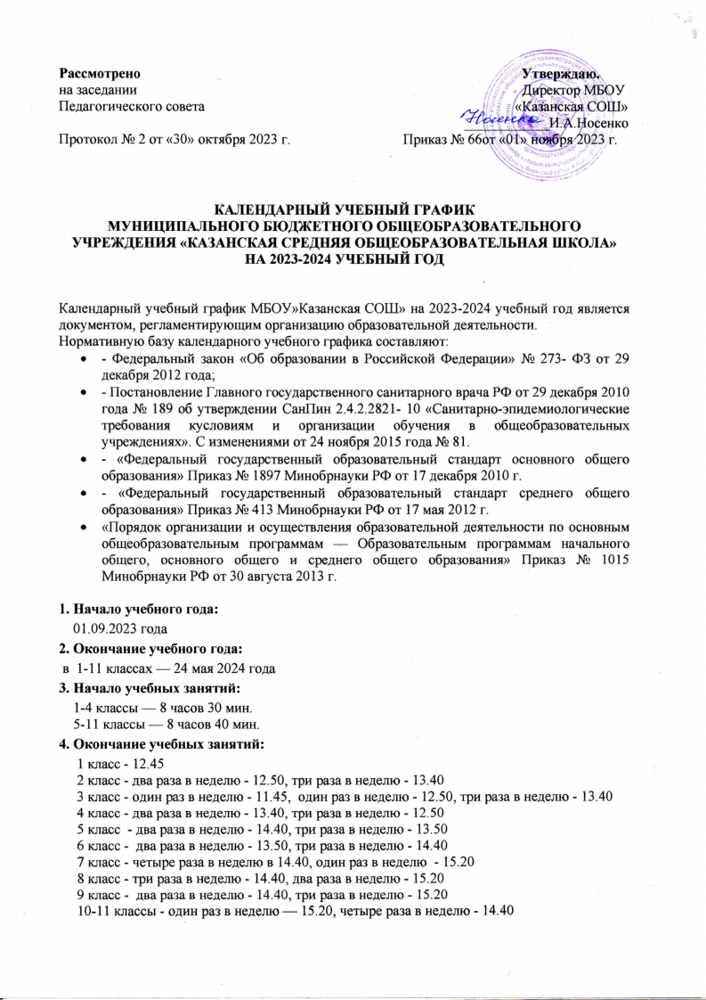 Рассмотрено Утверждаю.
на заседании Директор МБОУ
Педагогического совета «Казанская СОШ»
Носенко И.А.Носенко
Протокол № 2 от «30» октября 2023 г. Приказ № 66от «01» ноября 2023 г.
КАЛЕНДАРНЫЙ УЧЕБНЫЙ ГРАФИК
МУНИЦИПАЛЬНОГО БЮДЖЕТНОГО ОБЩЕОБРАЗОВАТЕЛЬНОГО
УЧРЕЖДЕНИЯ «КАЗАНСКАЯ СРЕДНЯЯ ОБЩЕОБРАЗОВАТЕЛЬНАЯ ШКОЛА»
НА 2023-2024 УЧЕБНЫЙ ГОД
Календарный учебный график МБОУ»Казанская СОШ» на 2023-2024 учебный год является
документом, регламентирующим организацию образовательной деятельности.
Нормативную базу календарного учебного графика составляют:
• - Федеральный закон «Об образовании в Российской Федерации» № 273- ФЗ от 29
декабря 2012 года;
• - Постановление Главного государственного санитарного врача РФ от 29 декабря 2010
года № 189 об утверждении СанПин 2.4.2.2821- 10 «Санитарно-эпидемиологические
требования кусловиям и организации обучения в общеобразовательных
учреждениях». С изменениями от 24 ноября 2015 года № 81.
• - «Федеральный государственный образовательный стандарт основного общего
образования» Приказ № 1897 Минобрнауки РФ от 17 декабря 2010 г.
• - «Федеральный государственный образовательный стандарт среднего общего
образования» Приказ № 413 Минобрнауки РФ от 17 мая 2012 г.
• «Порядок организации и осуществления образовательной деятельности по основным
общеобразовательным программам — Образовательным программам начального
общего, основного общего и среднего общего образования» Приказ № 1015
Минобрнауки РФ от 30 августа 2013 г.
1. Начало учебного года:
01.09.2023 года
2. Окончание учебного года:
в 1-11 классах — 24 мая 2024 года
3. Начало учебных занятий:
1-4 классы — 8 часов 30 мин.
5-11 классы — 8 часов 40 мин.
4. Окончание учебных занятий:
1 класс - 12.45
2 класс - два раза в неделю - 12.50, три раза в неделю - 13.40
3 класс - один раз в неделю - 11.45, один раз в неделю - 12.50, три раза в неделю - 13.40
4 класс - два раза в неделю - 13.40, три раза в неделю - 12.50
5 класс - два раза в неделю - 14.40, три раза в неделю - 13.50
6 класс - два раза в неделю - 13.50, три раза в неделю - 14.40
7 класс - четыре раза в неделю в 14.40, один раз в неделю - 15.20
8 класс - три раза в неделю - 14.40, два раза в неделю - 15.20
9 класс - два раза в неделю - 14.40, три раза в неделю - 15.20
10-11 классы - один раз в неделю — 15.20, четыре раза в неделю - 14.40